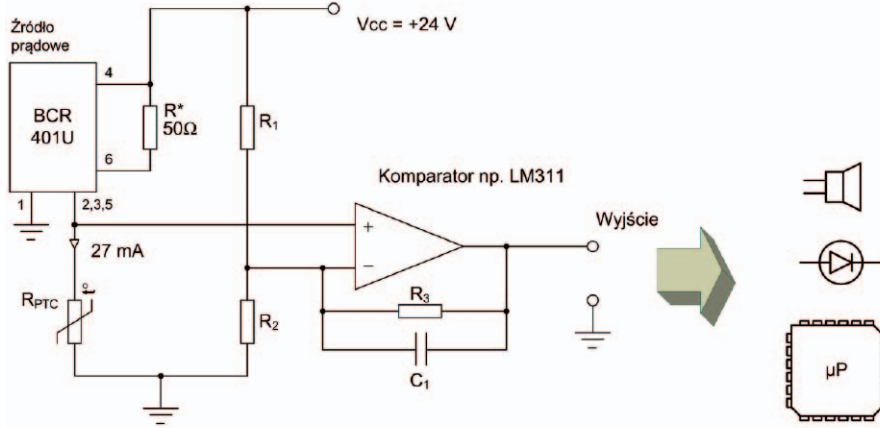 Vcc = +24 V
Źródło
prądowe
4
BCR
401U
R*
50Ω
6
R1
1
2,3,5
Komparator np. LM311
Wyjście
+
−
27 mA
RPTC
t°
R2
R3
C1
µP